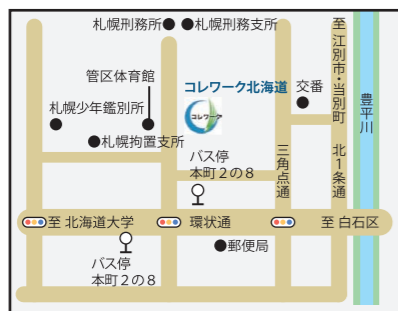 札幌刑務所
札幌刑務支所
至江別市・当別町
管区体育館
コレワーク北海道
交番
豊平川
札幌少年鑑別所
コレワーク
札幌拘置支所
バス停
本町2の8
三角点通
北1条通
至 北海道大学
環状通
至 白石区
バス停
本町2の8
郵便局